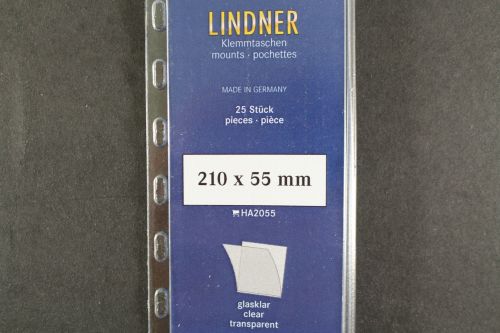 LINDNER
Klemmtaschen
mounts · pochettes
MADE IN GERMANY
25 Stück
pieces · pièce
210 x 55 mm
HA2055
glasklar
clear
transparent